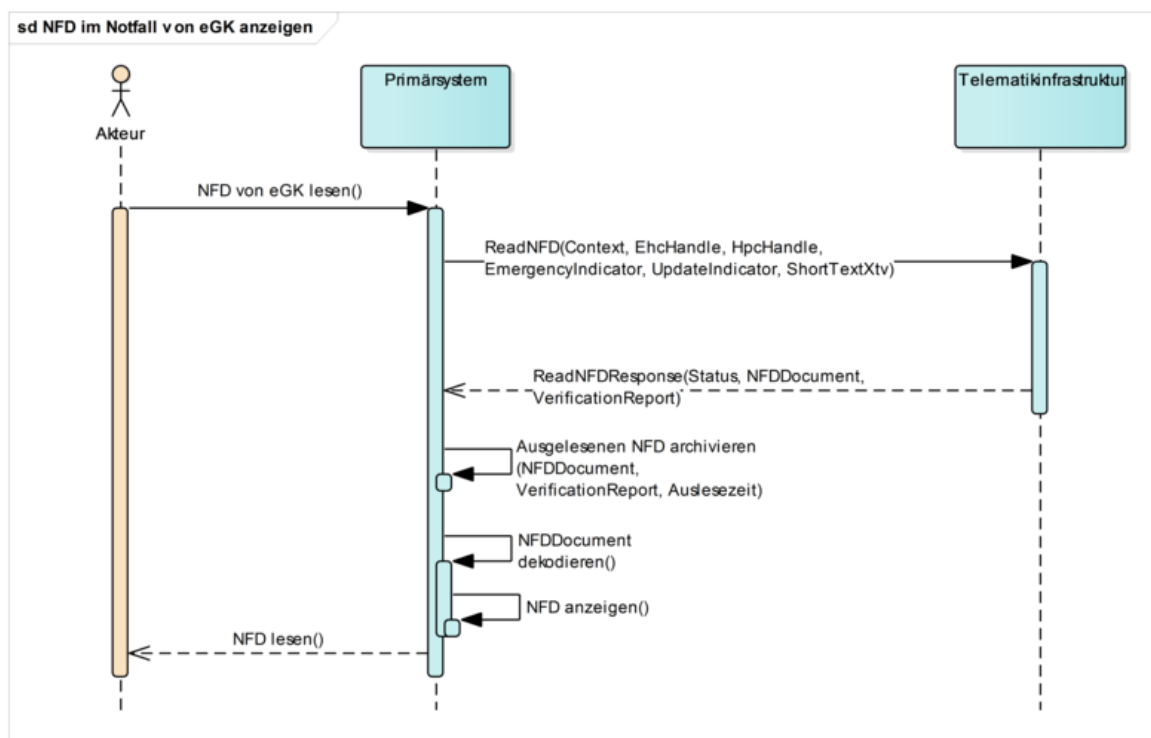 sd NFD im Notfall von eGK anzeigen
Primärsystem
Telematikinfrastruktur
Akteur
NFD von eGK lesen()
ReadNFD(Context, EhcHandle, HpcHandle,
EmergencyIndicator, UpdateIndicator, ShortTextXtv)
ReadNFDResponse(Status, NFDDocument,
VerificationReport)
Ausgelesenen NFD archivieren
(NFDDocument,
VerificationReport, Auslesezeit)
NFDDocument
dekodieren()
NFD anzeigen()
NFD lesen()